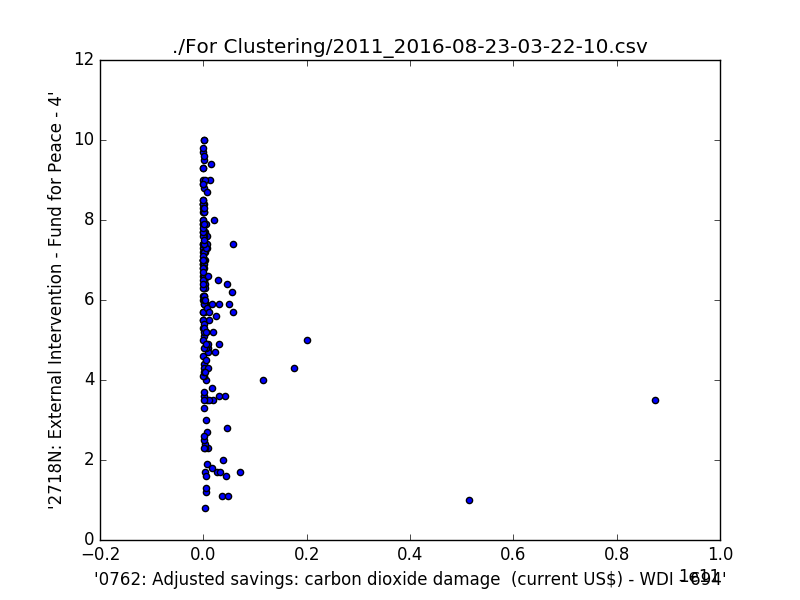 ./For Clustering/2011_2016-08-23-03-22-10.csv
12
10
8
6
4
2
0
'2718N: External Intervention - Fund for Peace - 4'
−0.2 0.0 0.2 0.4 0.6 0.8 1.0
1e11
'0762: Adjusted savings: carbon dioxide damage  (current US$) - WDI - 694'